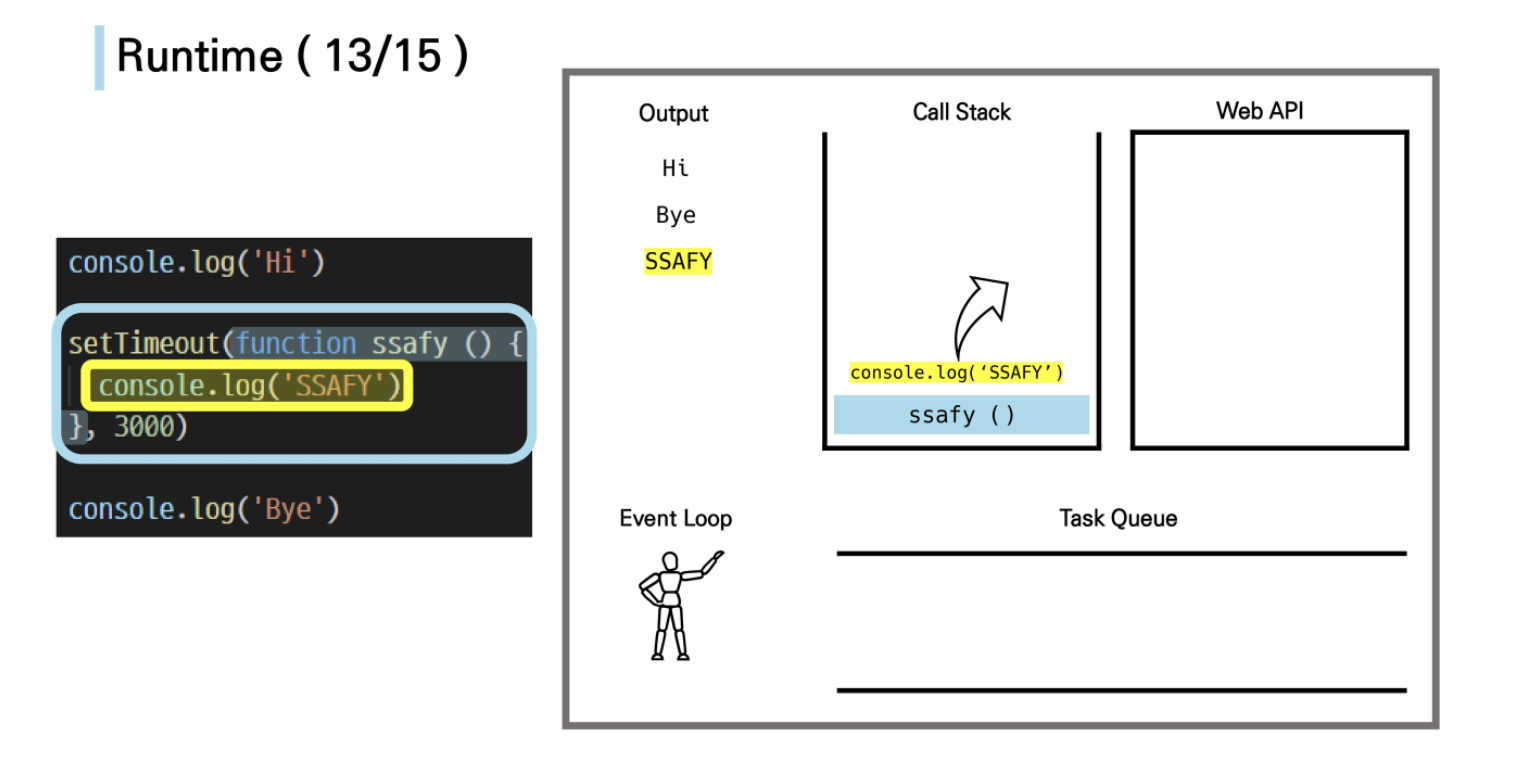 Runtime ( 13/15 )
console.log('Hi')
setTimeout(function ssafy () {
console.log('SSAFY')
}, 3000)
console.log('Bye')
Output
Hi
Bye
SSAFY
Call Stack
console.log(‘SSAFY’)
ssafy ()
Web API
Event Loop
Task Queue